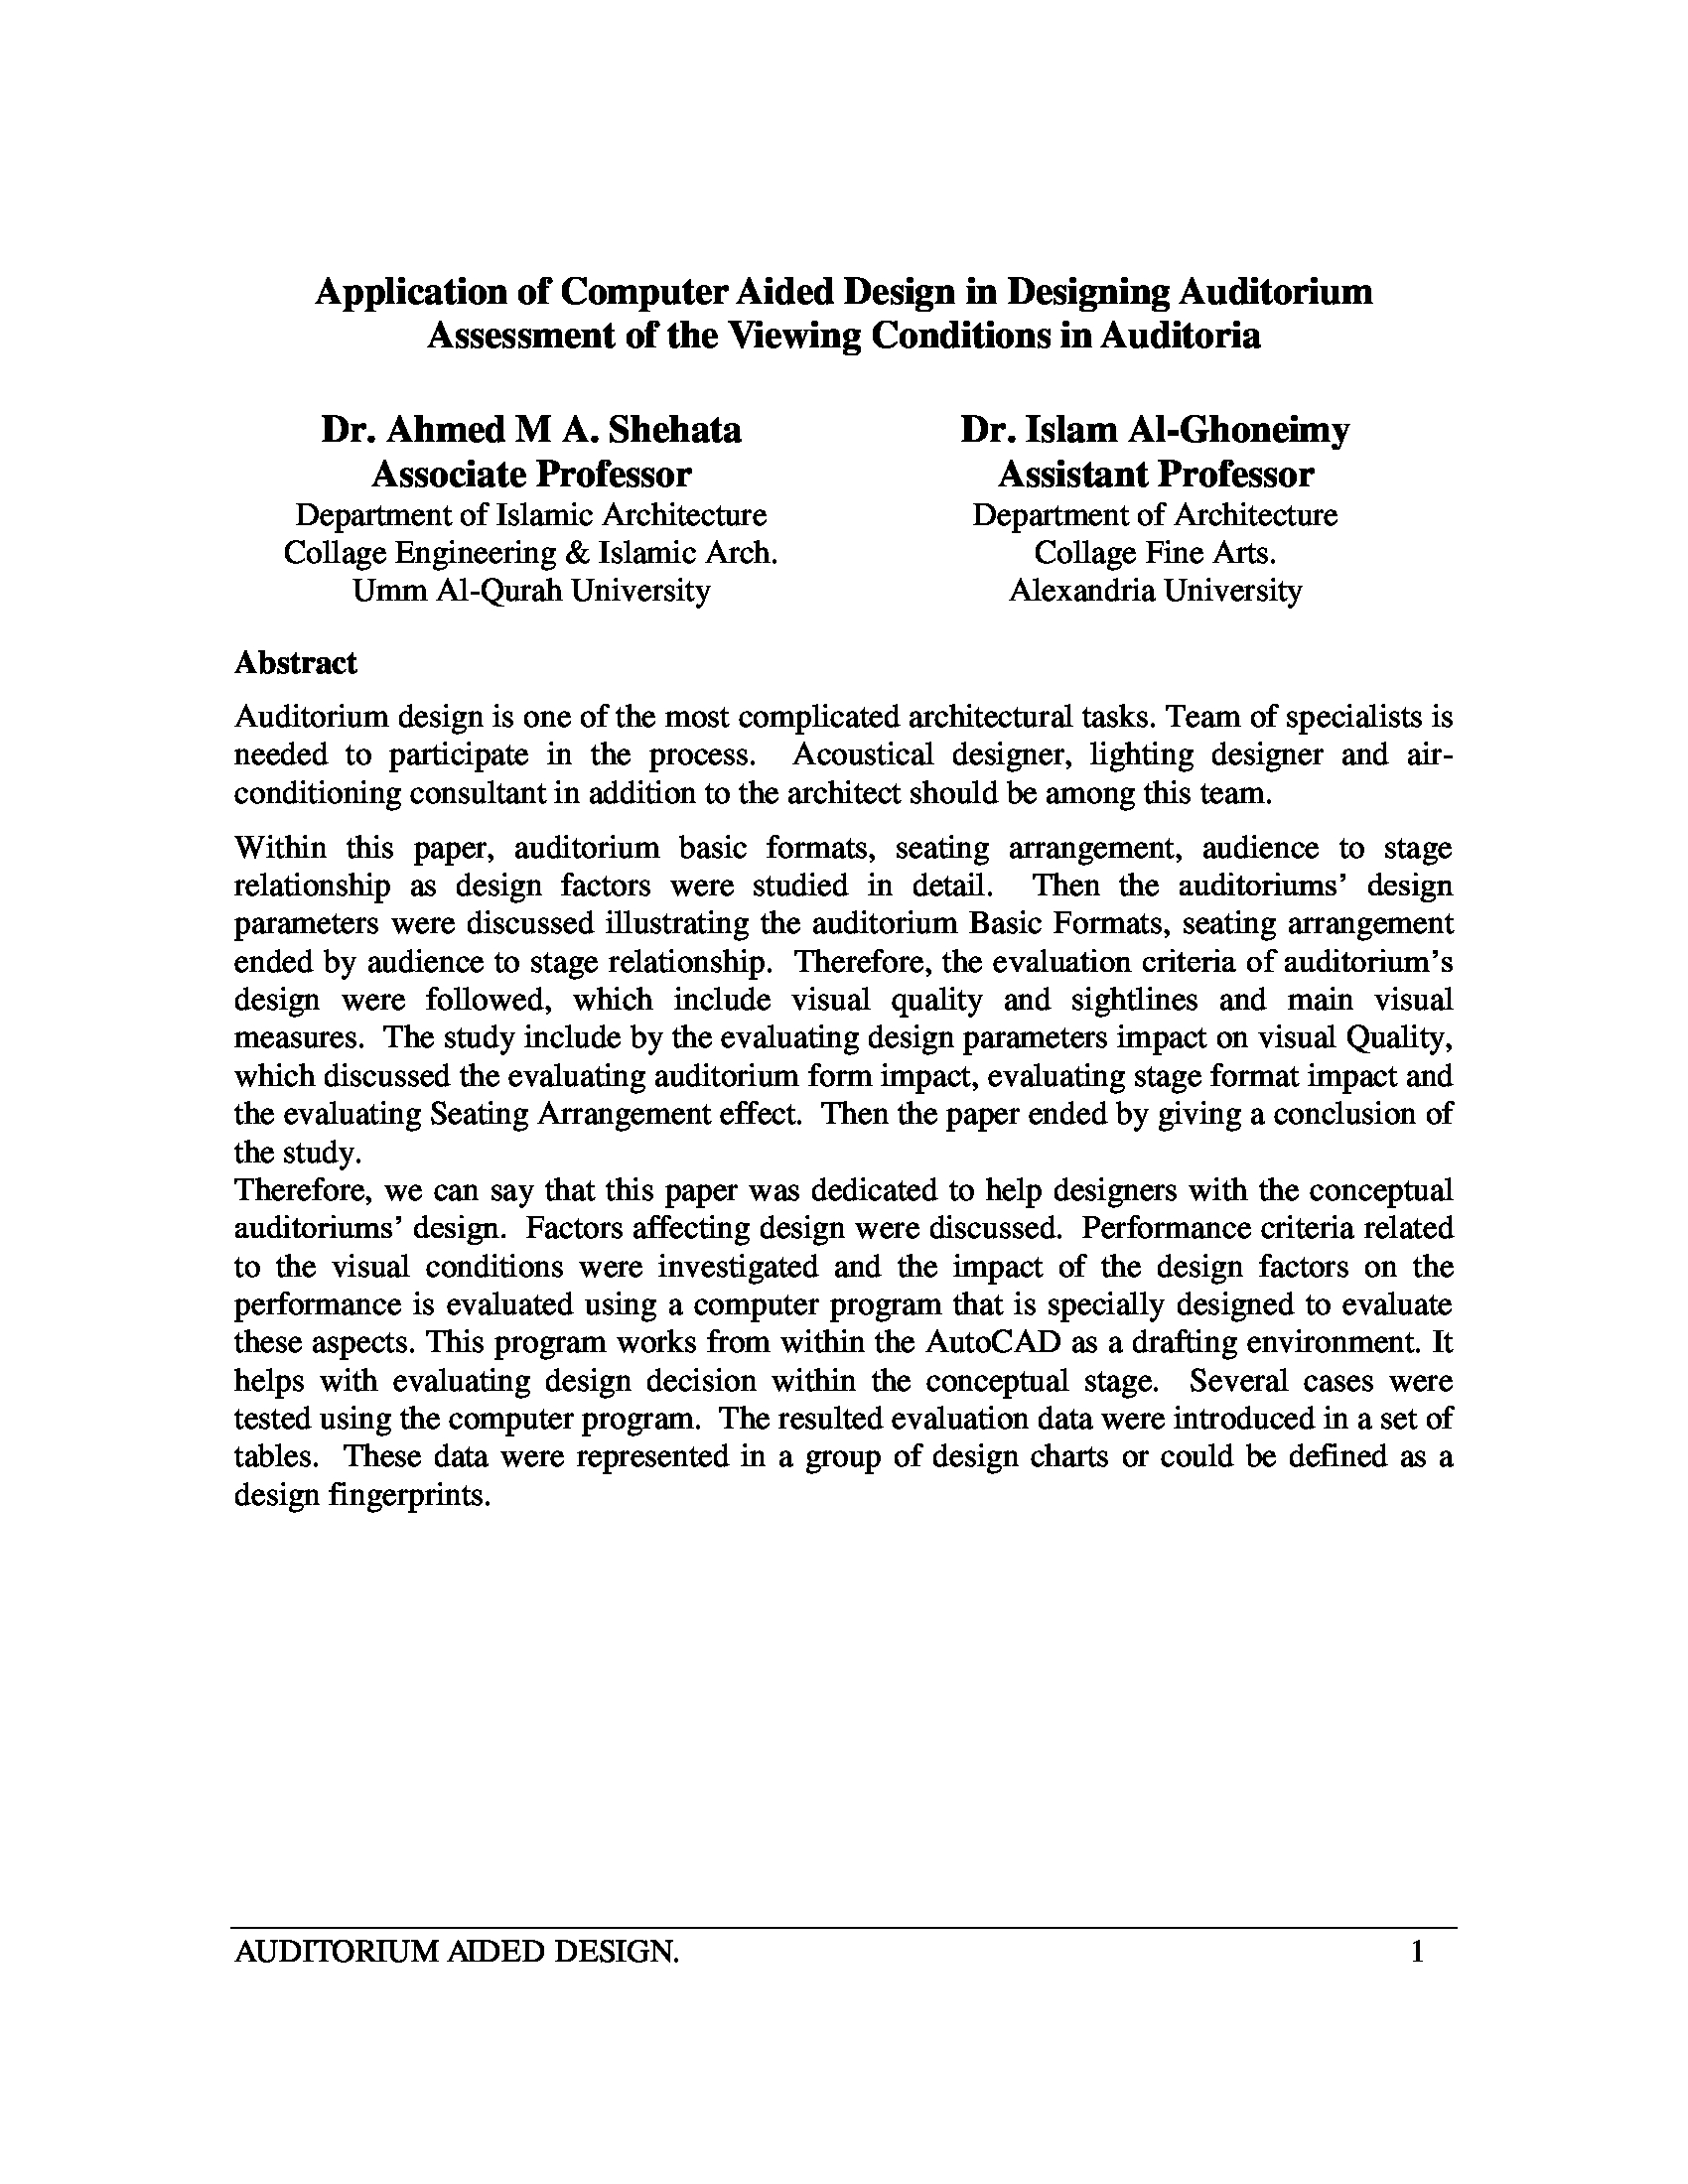 Application of Computer Aided Design in Designing Auditorium
Assessment of the Viewing Conditions in Auditoria
Dr. Ahmed M A. Shehata
Associate Professor
Department of Islamic Architecture
Collage Engineering & Islamic Arch.
Umm Al-Qurah University
Dr. Islam Al-Ghoneimy
Assistant Professor
Department of Architecture
Collage Fine Arts.
Alexandria University
Abstract
Auditorium design is one of the most complicated architectural tasks. Team of specialists is
needed to participate in the process. Acoustical designer, lighting designer and air-
conditioning consultant in addition to the architect should be among this team.
Within this paper, auditorium basic formats, seating arrangement, audience to stage
relationship as design factors were studied in detail. Then the auditoriums’ design
parameters were discussed illustrating the auditorium Basic Formats, seating arrangement
ended by audience to stage relationship. Therefore, the evaluation criteria of auditorium’s
design were followed, which include visual quality and sightlines and main visual
measures. The study include by the evaluating design parameters impact on visual Quality,
which discussed the evaluating auditorium form impact, evaluating stage format impact and
the evaluating Seating Arrangement effect. Then the paper ended by giving a conclusion of
the study.
Therefore, we can say that this paper was dedicated to help designers with the conceptual
auditoriums’ design. Factors affecting design were discussed. Performance criteria related
to the visual conditions were investigated and the impact of the design factors on the
performance is evaluated using a computer program that is specially designed to evaluate
these aspects. This program works from within the AutoCAD as a drafting environment. It
helps with evaluating design decision within the conceptual stage. Several cases were
tested using the computer program. The resulted evaluation data were introduced in a set of
tables. These data were represented in a group of design charts or could be defined as a
design fingerprints.
AUDITORIUM AIDED DESIGN. 1